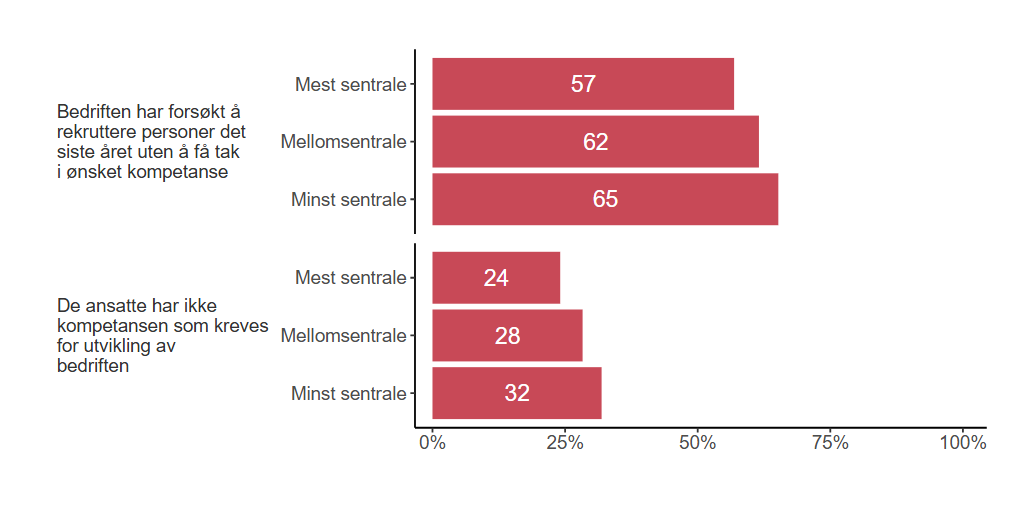 Bedriften har forsøkt å
rekruttere personer det
siste året uten å få tak
i ønsket kompetanse
Mest sentrale
57
Mellomsentrale
62
Minst sentrale
65
De ansatte har ikke
kompetansen som kreves
for utvikling av
bedriften
Mest sentrale
24
Mellomsentrale
28
Minst sentrale
32
0% 25% 50% 75% 100%